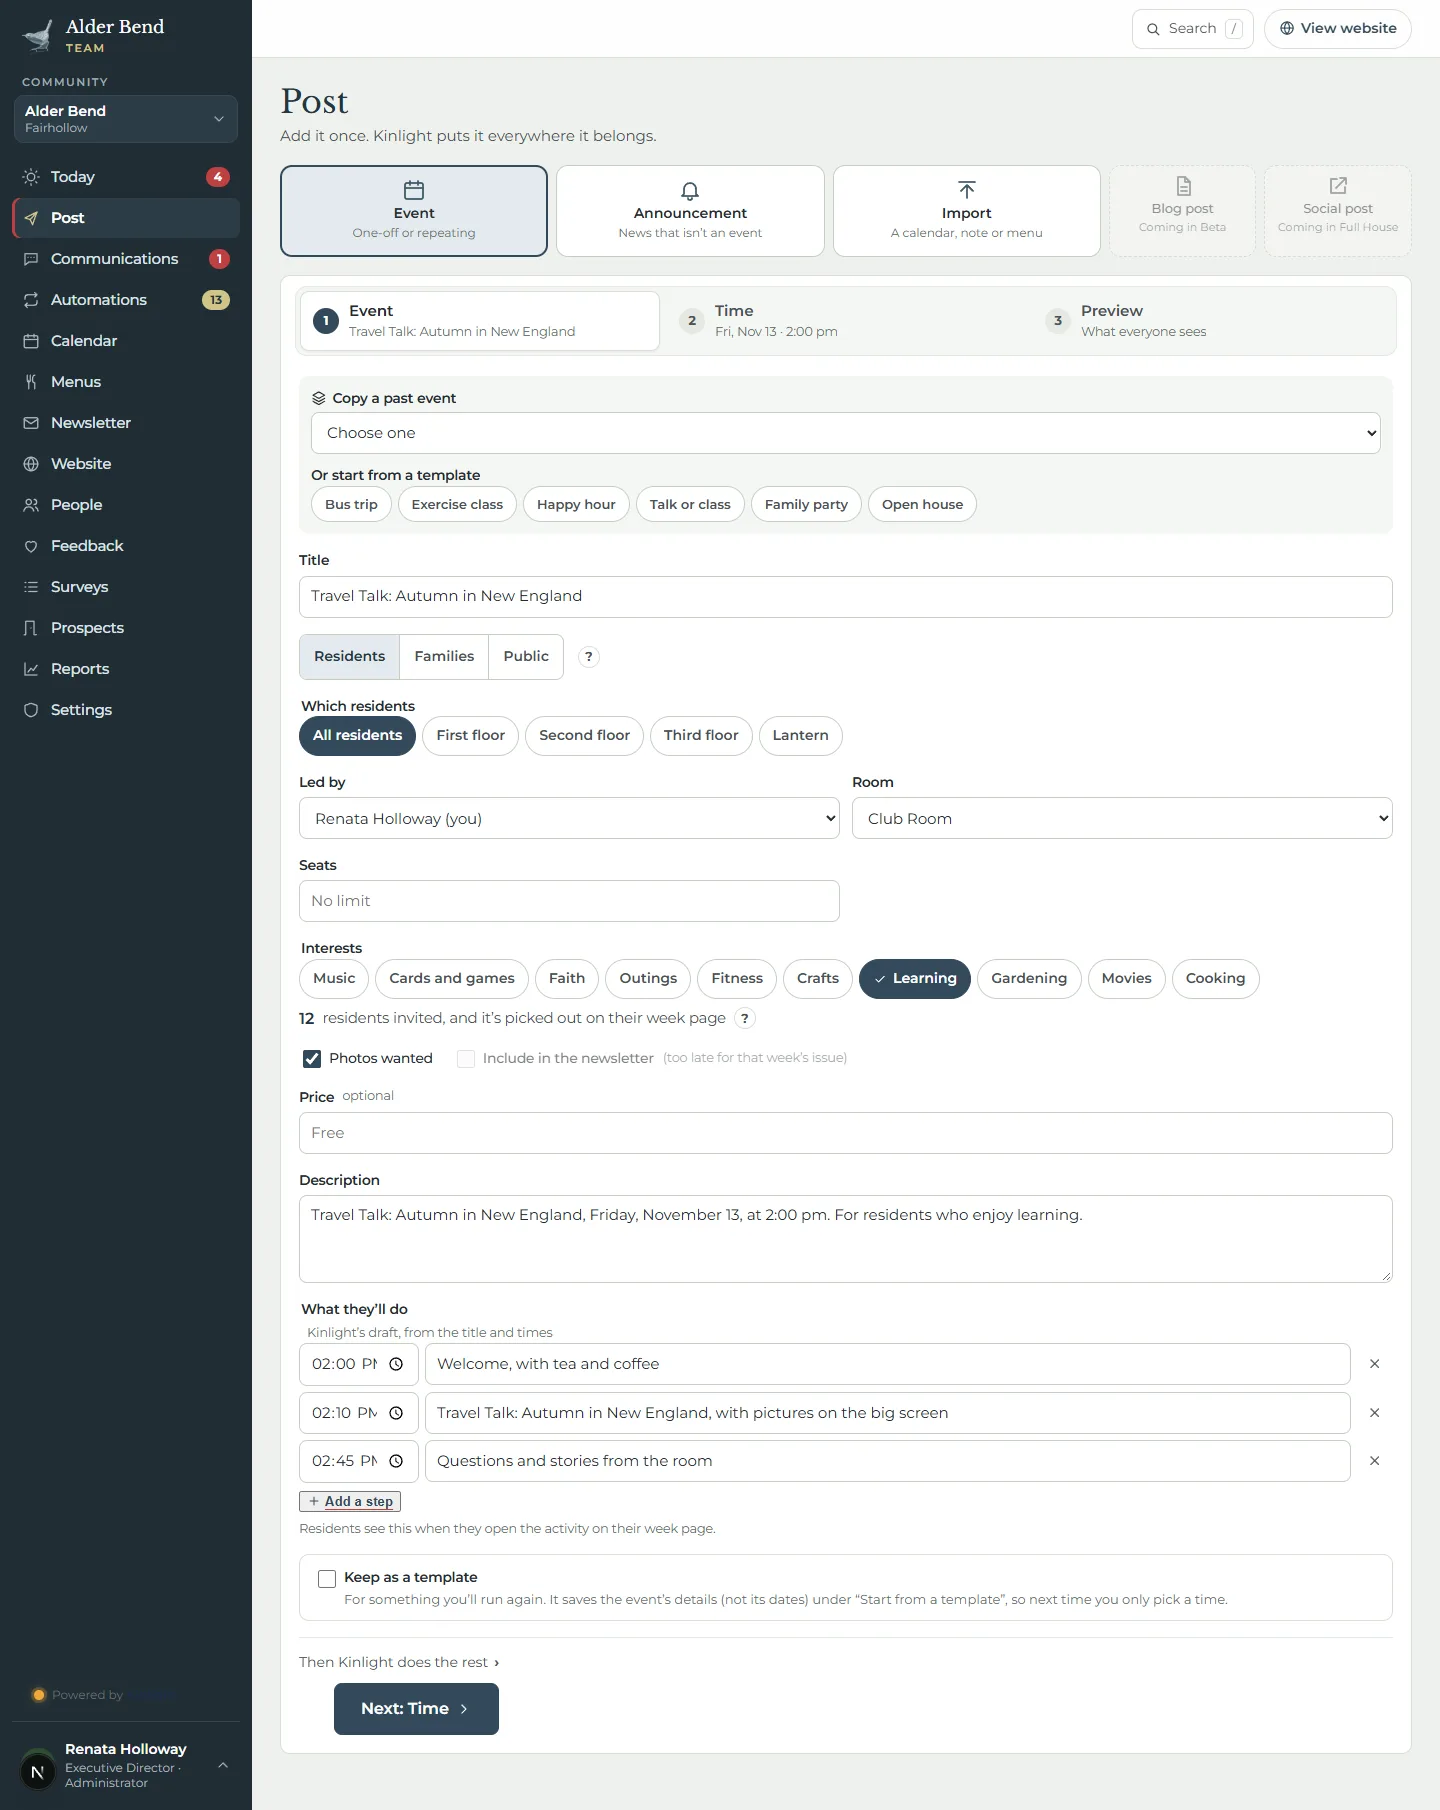 Alder Bend
TEAM
COMMUNITY
Alder Bend
Fairhollow
Today
4
Post
Communications
1
Automations
13
Calendar
Menus
Newsletter
Website
People
Feedback
Surveys
Prospects
Reports
Settings
Powered by
N
Renata Holloway
Executive Director ·
Administrator
Search /
View website
Post
Add it once. Kinlight puts it everywhere it belongs.
Event
One-off or repeating
Announcement
News that isn’t an event
Import
A calendar, note or menu
Blog post
Coming in Beta
Social post
Coming in Full House
1 Event
Travel Talk: Autumn in New England
2 Time
Fri, Nov 13 · 2:00 pm
3 Preview
What everyone sees
Copy a past event
Choose one
Or start from a template
Bus trip Exercise class Happy hour Talk or class Family party Open house
Title
Travel Talk: Autumn in New England
Residents Families Public ?
Which residents
All residents First floor Second floor Third floor Lantern
Led by
Renata Holloway (you)
Room
Club Room
Seats
No limit
Interests
Music Cards and games Faith Outings Fitness Crafts Learning Gardening Movies Cooking
12 residents invited, and it’s picked out on their week page ?
Photos wanted Include in the newsletter (too late for that week’s issue)
Price optional
Free
Description
Travel Talk: Autumn in New England, Friday, November 13, at 2:00 pm. For residents who enjoy learning.
What they’ll do
Kinlight’s draft, from the title and times
02:00 Welcome, with tea and coffee
02:10 Travel Talk: Autumn in New England, with pictures on the big screen
02:45 Questions and stories from the room
+ Add a step
Residents see this when they open the activity on their week page.
Keep as a template
For something you’ll run again. It saves the event’s details (not its dates) under “Start from a template”, so next time you only pick a time.
Then Kinlight does the rest ›
Next: Time